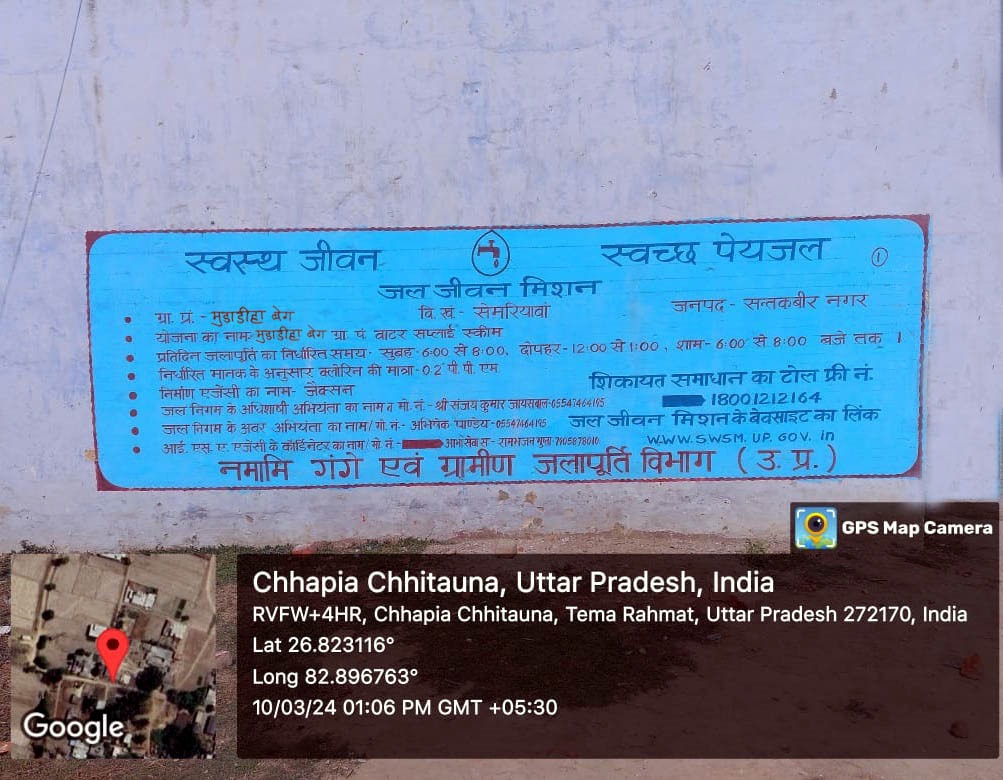 स्वस्थ जीवन स्वच्छ पेयजल 1
जल जीवन मिशन
ग्रा. प्रं. - मुडाडीहा बेग वि. खं - सेमरियावां जनपद - सन्तकबीर नगर
योजना का नाम- मुडाडीहा बेग ग्रा. पं वाटर सप्लाई स्कीम
प्रतिदिन जलापूर्ति का निर्धारित समय - सुबह- 6:00 से 8:00, दोपहर - 12:00 से 1:00, शाम - 6:00 से 8:00 बजे तक ।
निर्धारित मानक के अनुसार क्लोरिन की मात्रा - 0.2 पी. पी. एम.
निर्माण एजेंसी का नाम- जैक्सन
जल निगम के अधिशाषी अभियंता का नाम व मो. नं. - श्री संजय कुमार जायसवाल - 05547464195
जल निगम के अवर अभियंता का नाम / मो. नं. - अभिषेक पाण्डेय - 05547464195
आई. एस. ए. एजेंसी के कॉर्डिनेटर का नाम / मो. नं -
शिकायत समाधान का टोल फ्री नं.
18001212164
जल जीवन मिशन के बेवसाइट का लिंक
WWW.SWSM.UP.GOV.in
नमामि गंगे एवं ग्रामीण जलापूर्ति विभाग ( उ. प्र. )
GPS Map Camera
Chhapia Chhitauna, Uttar Pradesh, India
RVFW+4HR, Chhapia Chhitauna, Tema Rahmat, Uttar Pradesh 272170, India
Lat 26.823116°
Long 82.896763°
10/03/24 01:06 PM GMT +05:30
Google